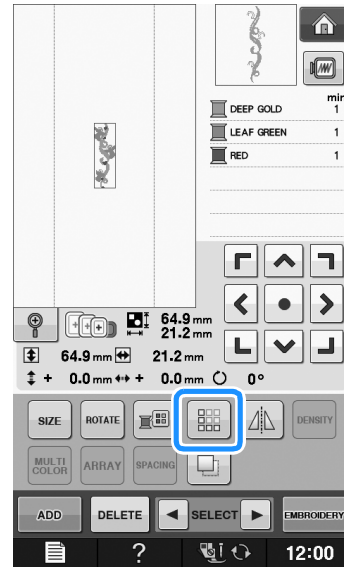 min
DEEP GOLD 1
LEAF GREEN 1
RED 1
64.9 mm
21.2 mm
64.9 mm 21.2 mm
+ 0.0 mm + 0.0 mm 0°
SIZE ROTATE DENSITY
MULTI COLOR ARRAY SPACING
ADD DELETE SELECT EMBROIDERY
? 12:00